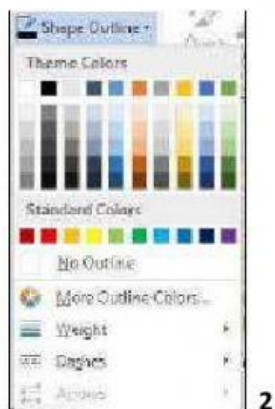 Shape Outline
Theme Colors
Standard Colors
No Outline
More Outline Colors...
Weight
Dashes
Arrows
2